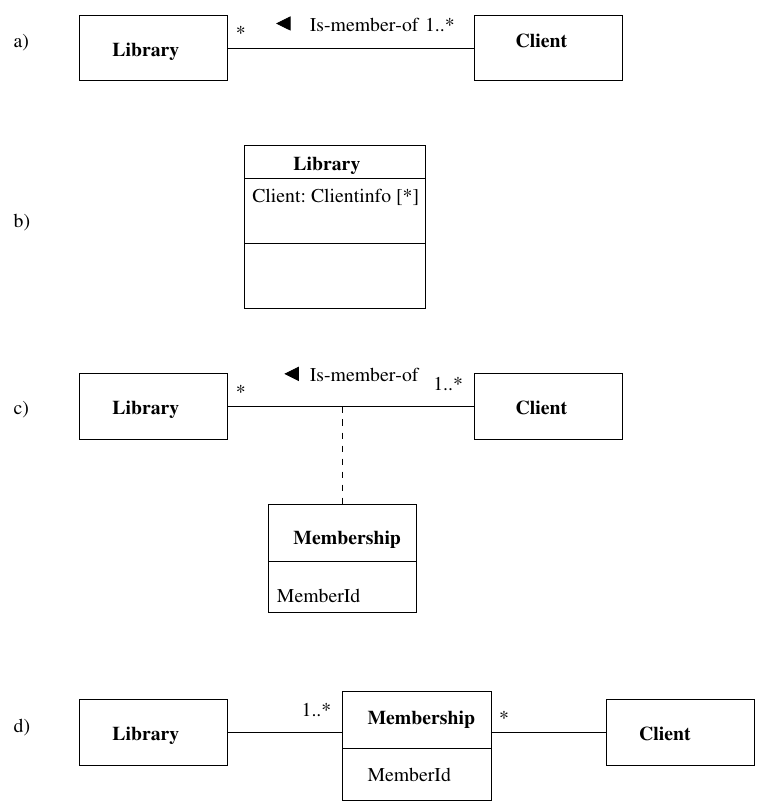 a) Library * ◄ Is-member-of 1..* Client
Library
b) Client: Clientinfo [*]
◄ Is-member-of
c) Library * 1..* Client
Membership
MemberId
d) Library 1..* Membership * Client
MemberId